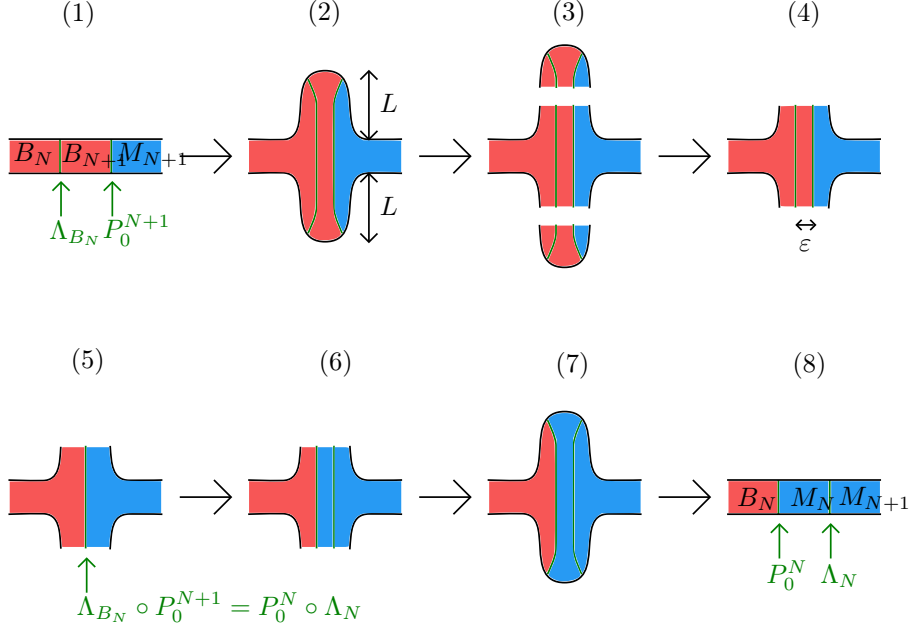 (1) (2) (3) (4)
L
B_N B_{N+1} M_{N+1}
L
Λ_{B_N} P_0^{N+1}
ε
(5) (6) (7) (8)
B_N M_N M_{N+1}
P_0^N Λ_N
Λ_{B_N} ∘ P_0^{N+1} = P_0^N ∘ Λ_N